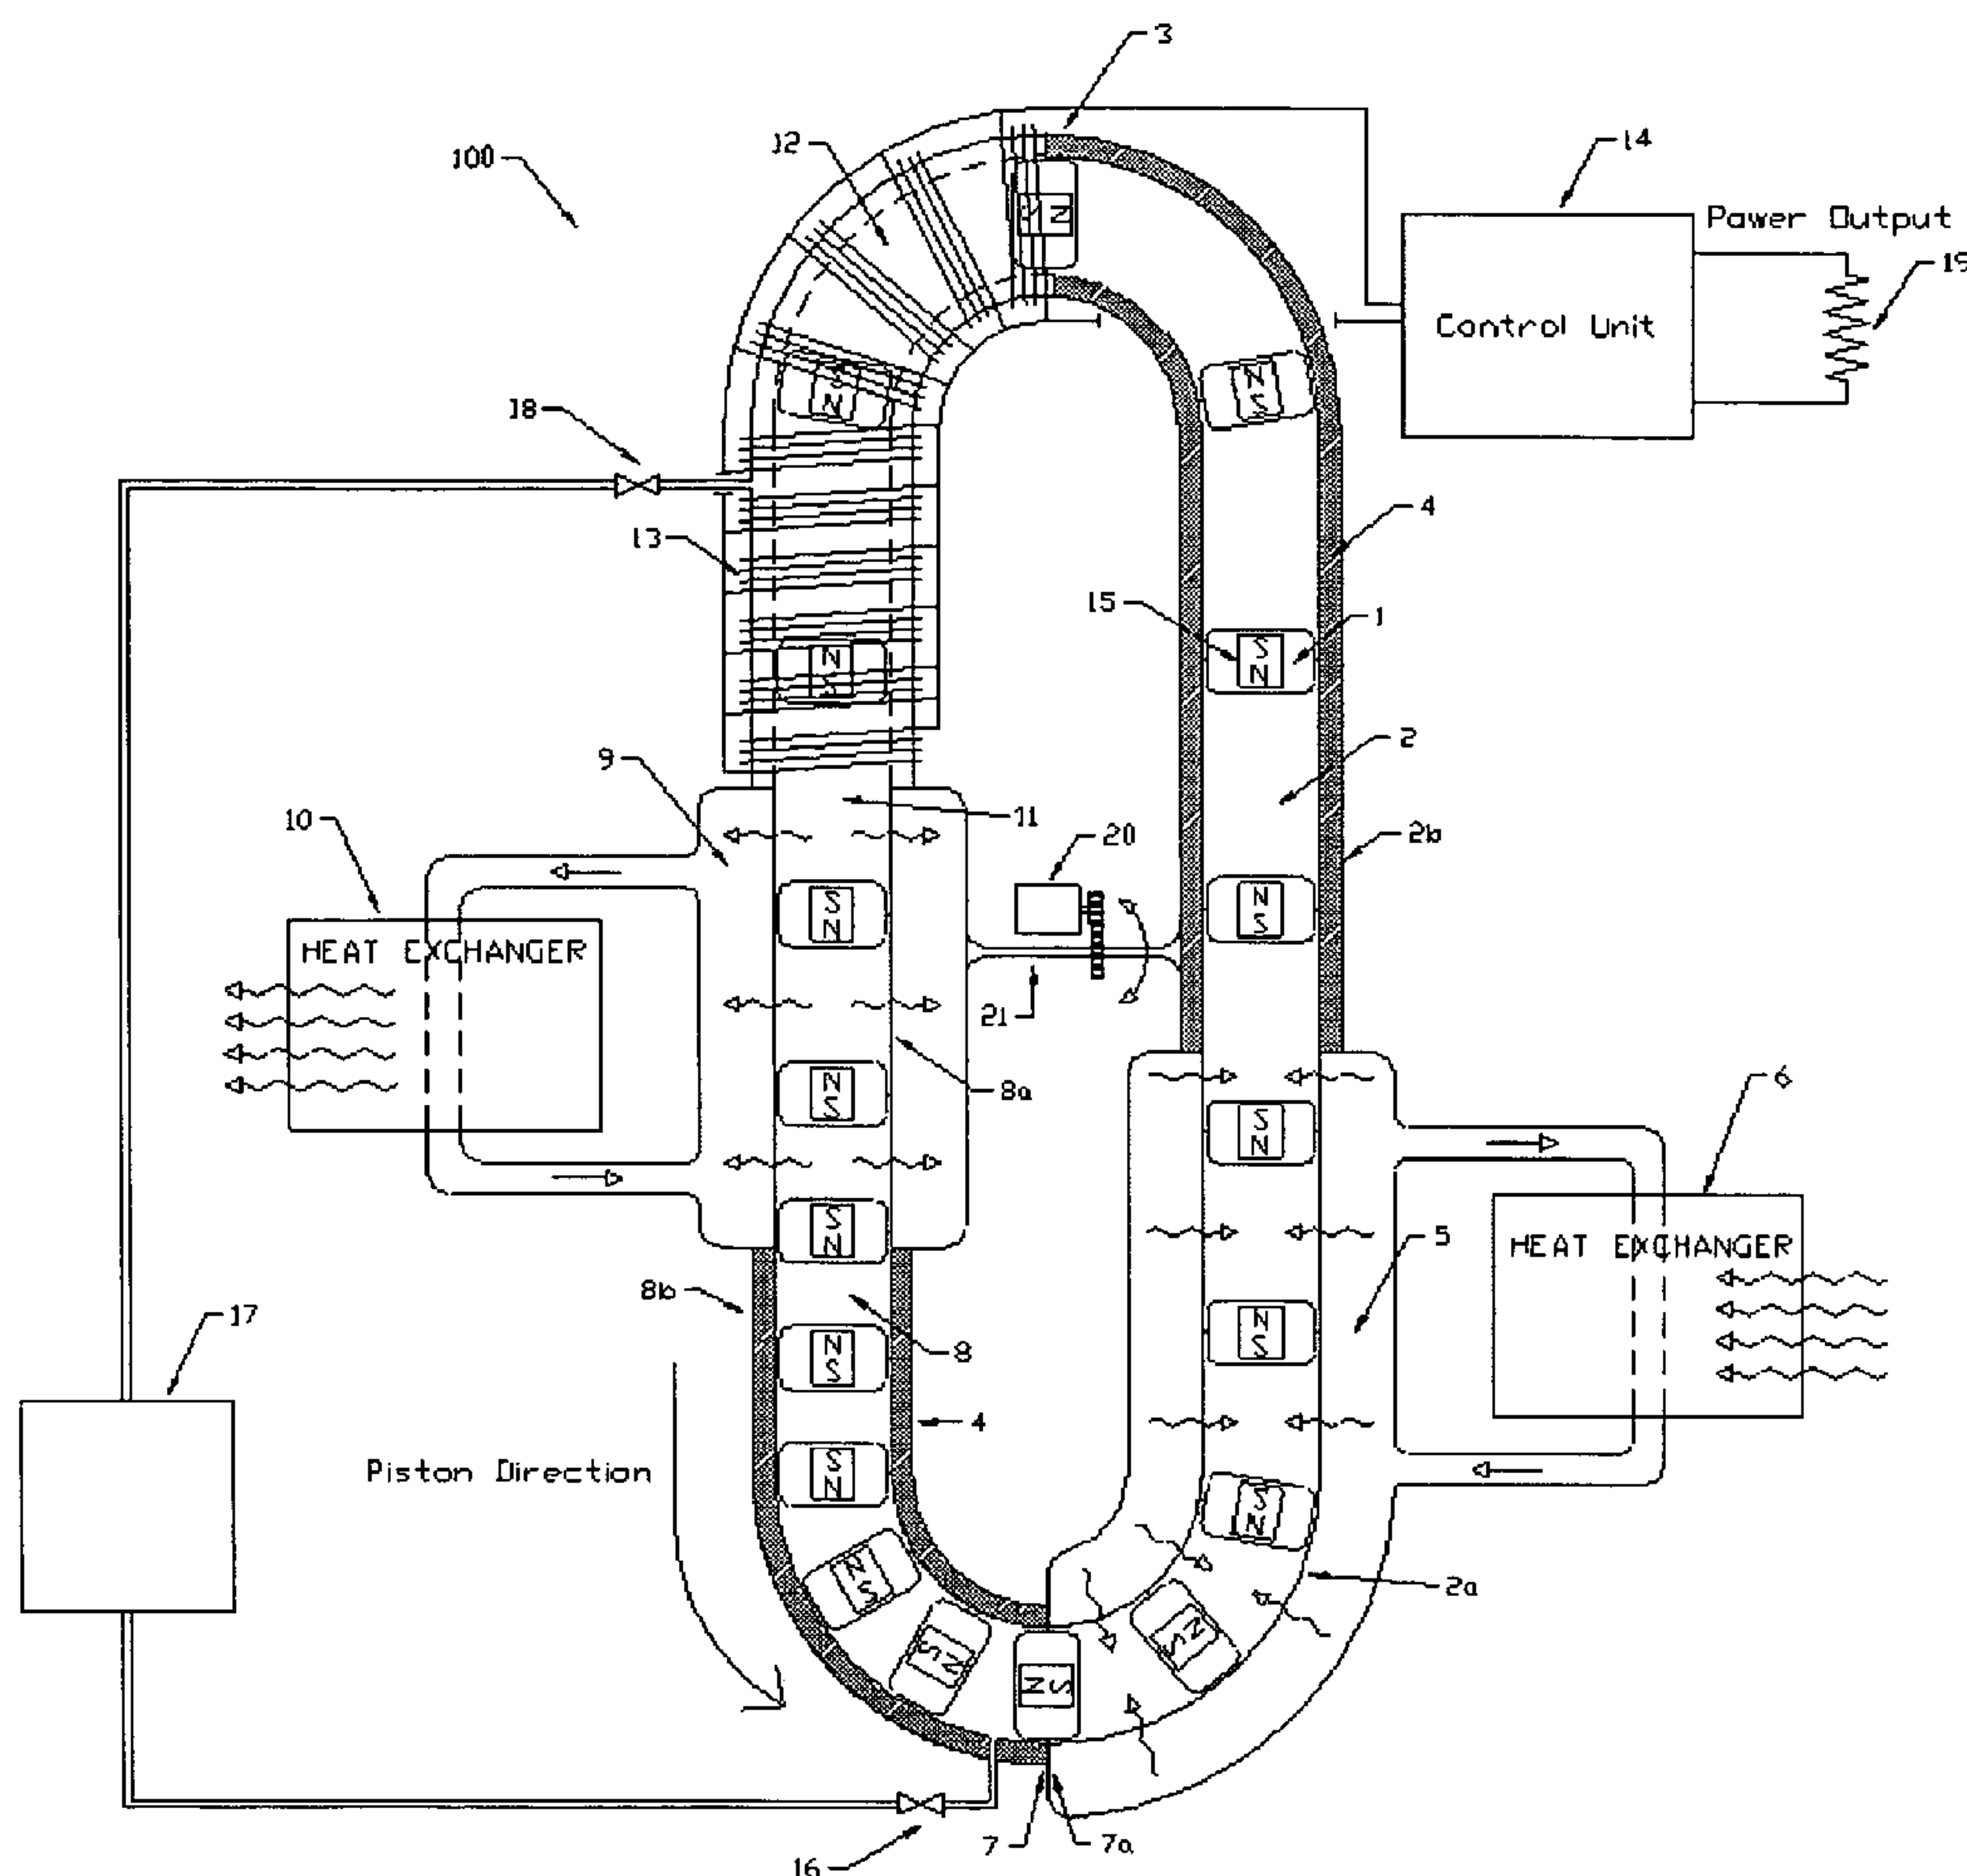 3
12
14
100
N
Power Output
19
Control Unit
N
N
S
18
4
13
15
1
S
N
N
S
2
9
11
20
2b
10
S
N
N
S
HEAT EXCHANGER
21
8a
6
N
S
S
N
S
N
5
HEAT EXCHANGER
8b
17
8
N
S
N
S
4
Piston Direction
S
N
S
N
2a
N
S
N
S
N
S
N
S
7
7a
16